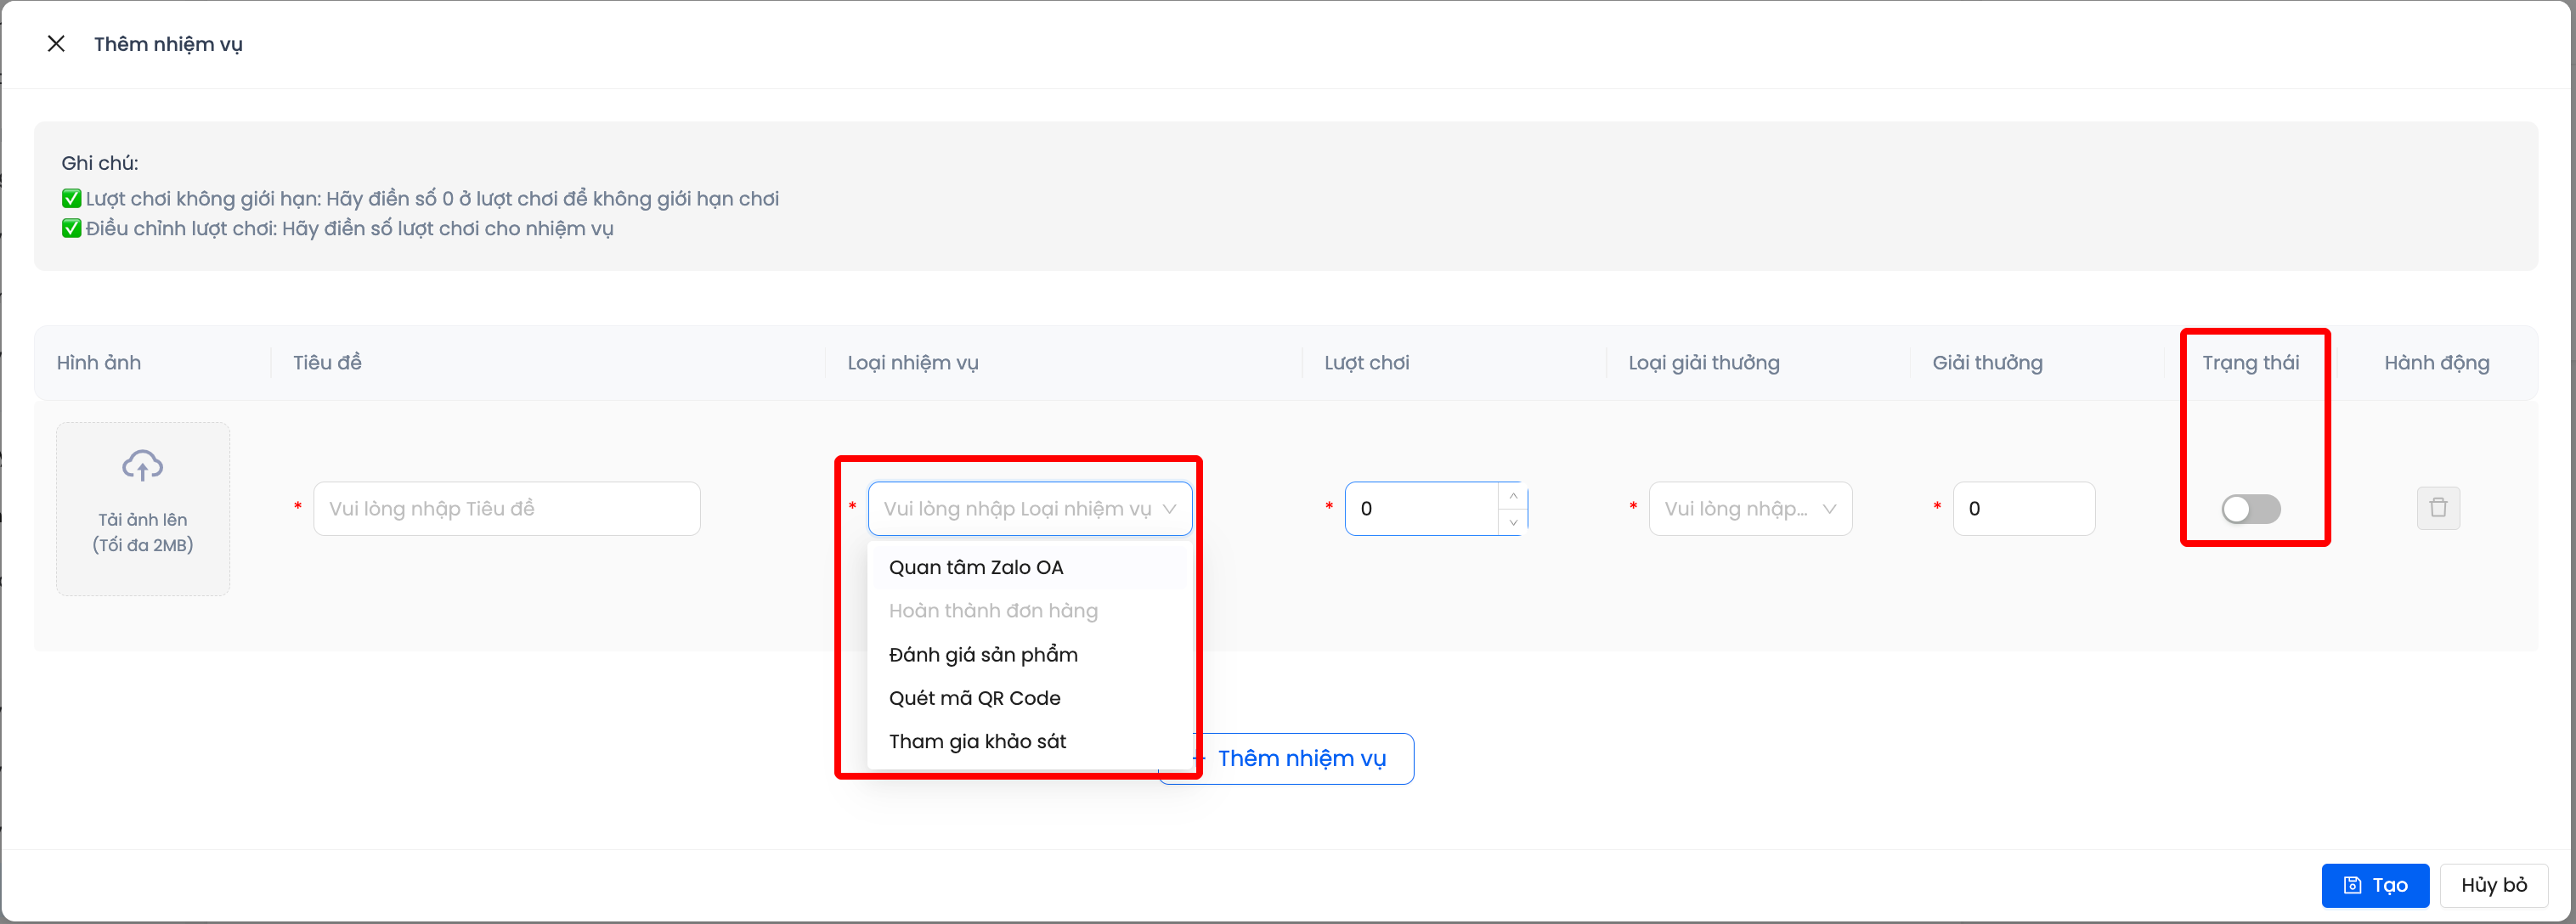 Thêm nhiệm vụ
Ghi chú:
✅ Lượt chơi không giới hạn: Hãy điền số 0 ở lượt chơi để không giới hạn chơi
✅ Điều chỉnh lượt chơi: Hãy điền số lượt chơi cho nhiệm vụ
Hình ảnh Tiêu đề Loại nhiệm vụ Lượt chơi Loại giải thưởng Giải thưởng Trạng thái Hành động
Tải ảnh lên
(Tối đa 2MB)
* Vui lòng nhập Tiêu đề * Vui lòng nhập Loại nhiệm vụ * 0 * Vui lòng nhập... * 0
Quan tâm Zalo OA
Hoàn thành đơn hàng
Đánh giá sản phẩm
Quét mã QR Code
Tham gia khảo sát
Thêm nhiệm vụ
Tạo Hủy bỏ